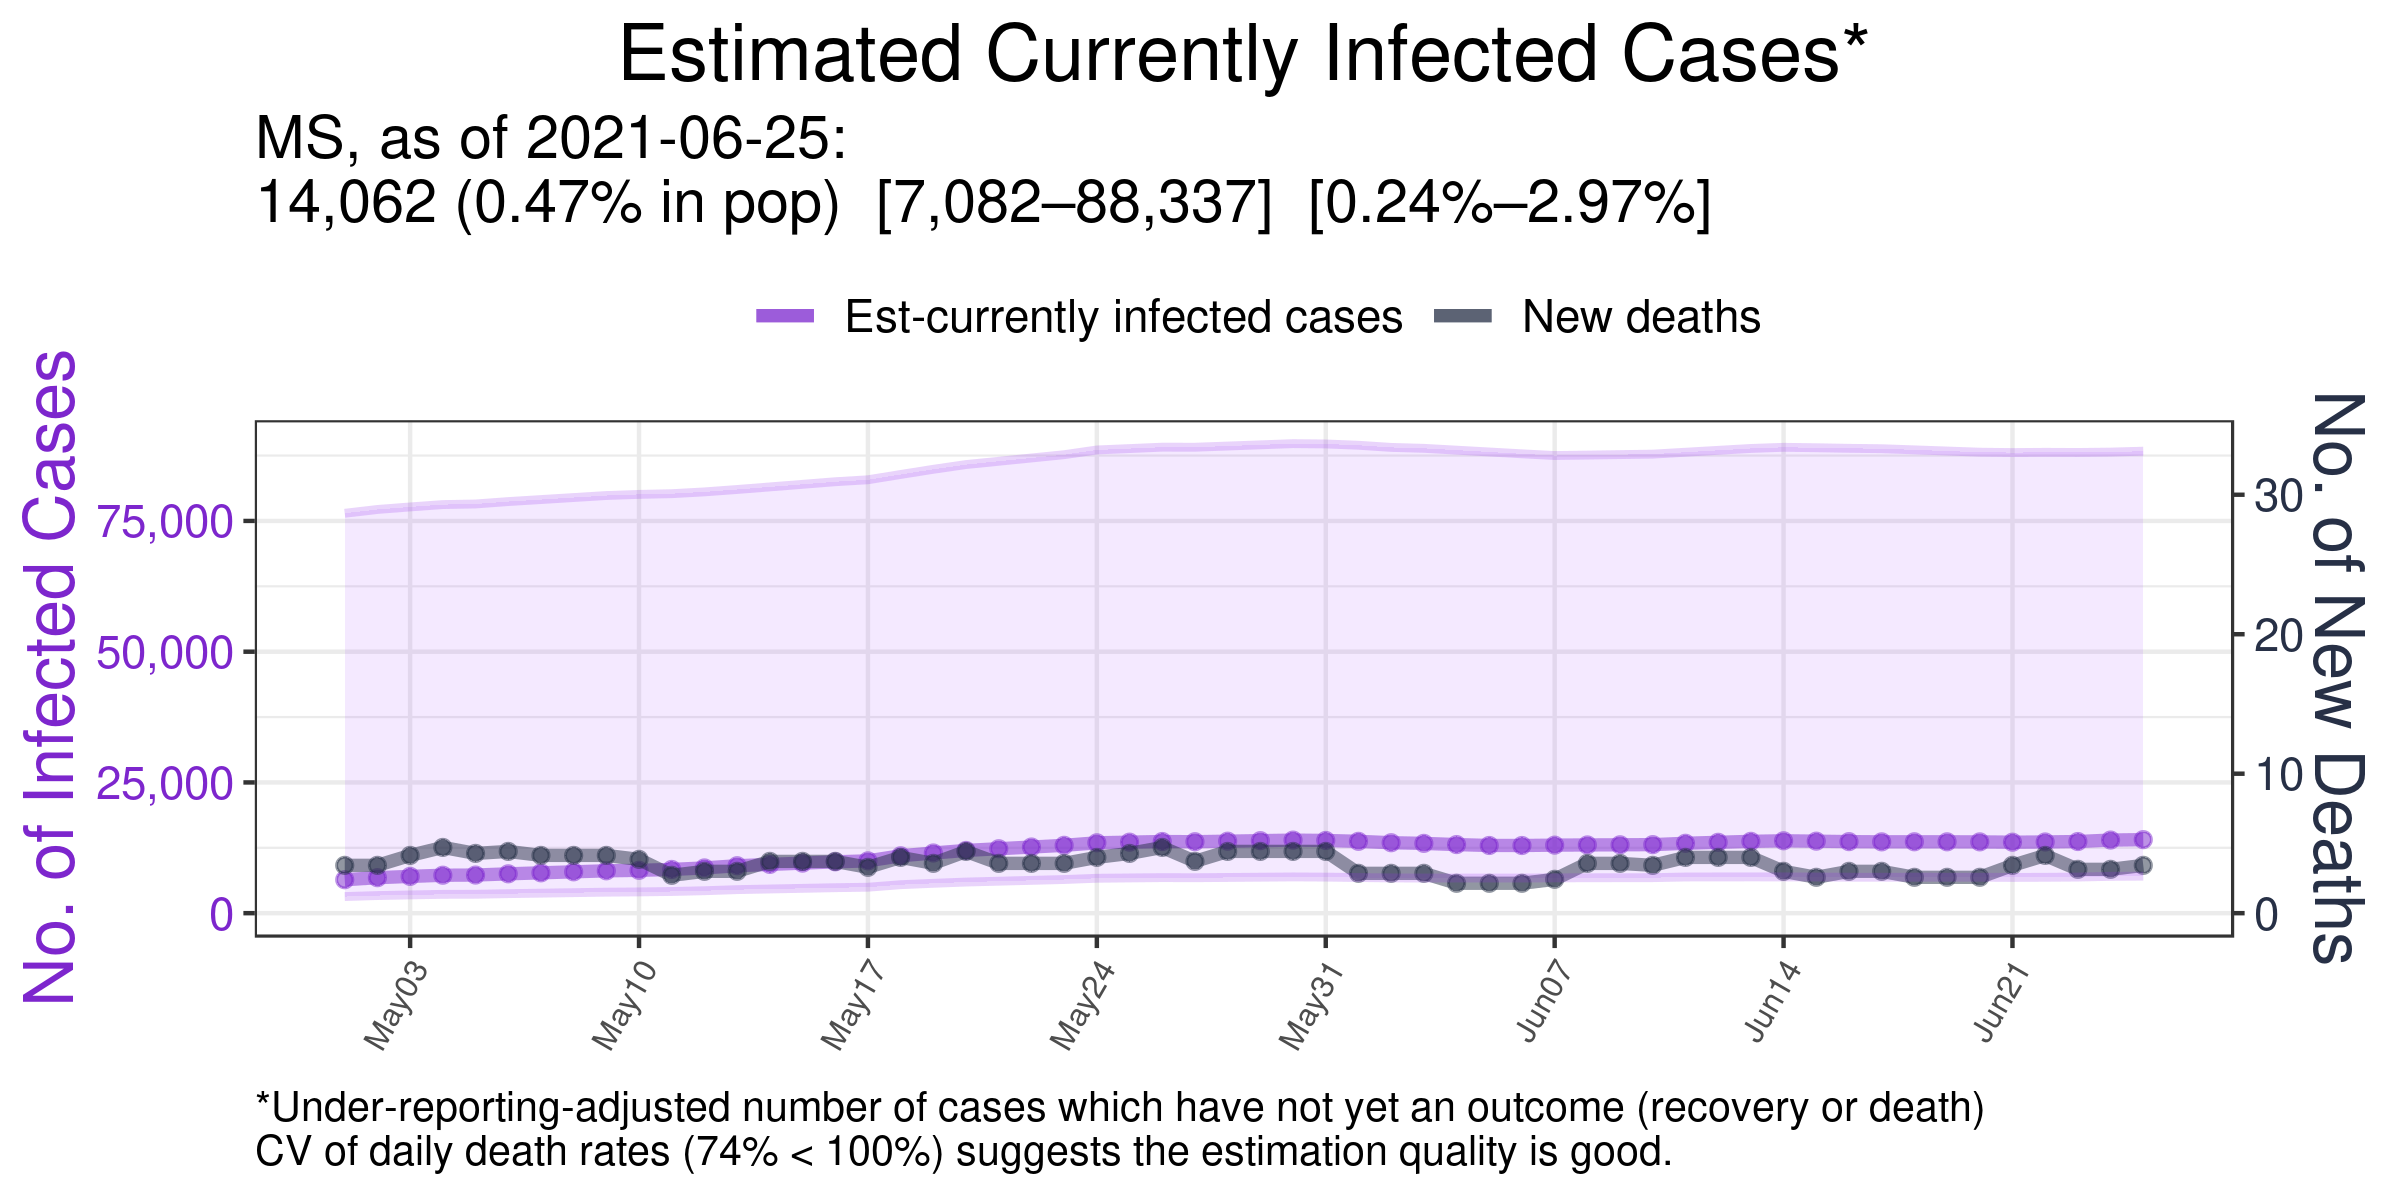 Estimated Currently Infected Cases*
MS, as of 2021-06-25:
14,062 (0.47% in pop)  [7,082–88,337]  [0.24%–2.97%]
Est-currently infected cases
New deaths
No. of Infected Cases
75,000
50,000
25,000
0
30
20
10
0
No. of New Deaths
May03
May10
May17
May24
May31
Jun07
Jun14
Jun21
*Under-reporting-adjusted number of cases which have not yet an outcome (recovery or death)
CV of daily death rates (74% < 100%) suggests the estimation quality is good.